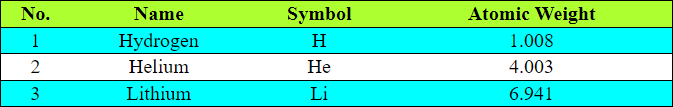 No. Name Symbol Atomic Weight
1 Hydrogen H 1.008
2 Helium He 4.003
3 Lithium Li 6.941